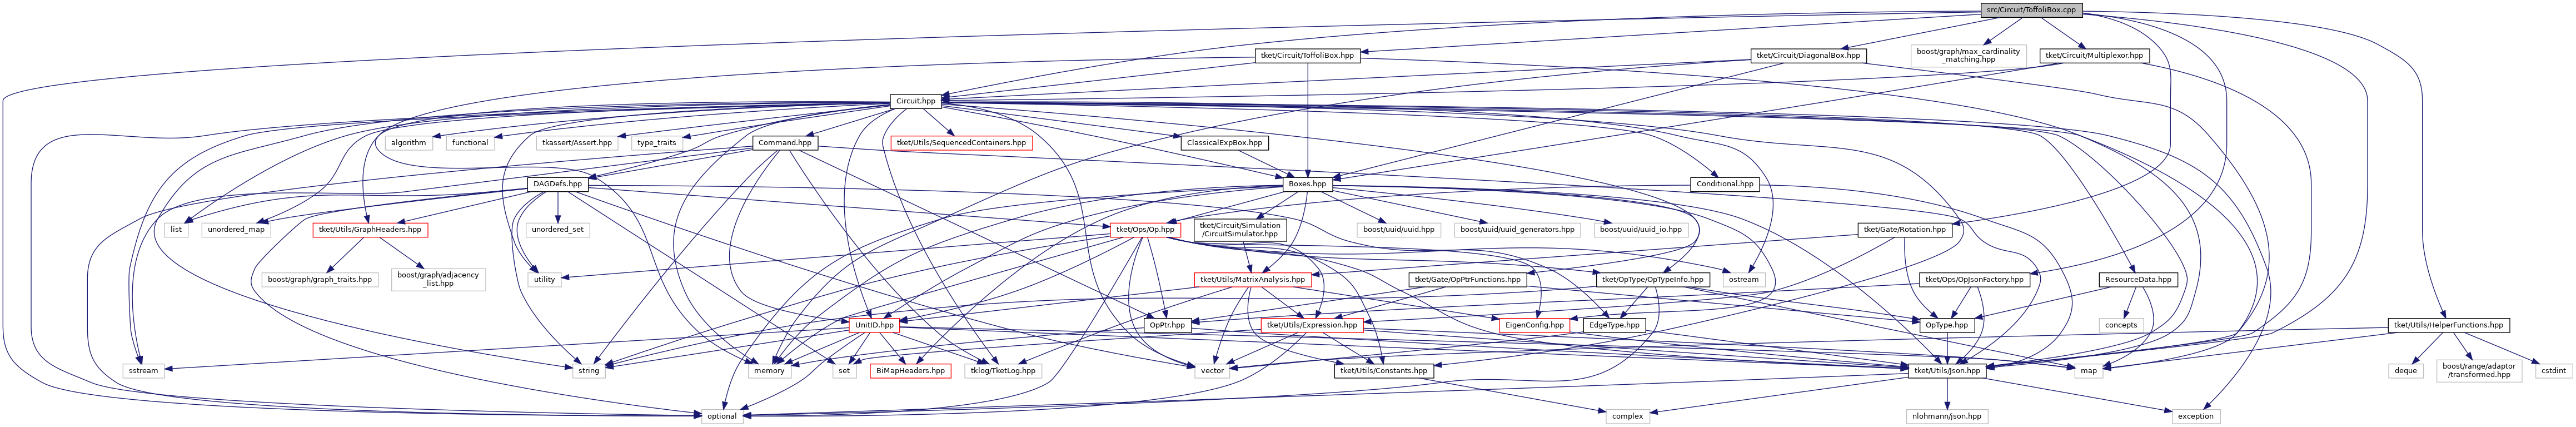 src/Circuit/ToffoliBox.cpp
tket/Circuit/ToffoliBox.hpp
tket/Circuit/DiagonalBox.hpp
boost/graph/max_cardinality
_matching.hpp
tket/Circuit/Multiplexor.hpp
Circuit.hpp
algorithm
functional
tkassert/Assert.hpp
type_traits
Command.hpp
tket/Utils/SequencedContainers.hpp
ClassicalExpBox.hpp
DAGDefs.hpp
Boxes.hpp
Conditional.hpp
list
unordered_map
tket/Utils/GraphHeaders.hpp
unordered_set
tket/Ops/Op.hpp
tket/Circuit/Simulation
/CircuitSimulator.hpp
boost/uuid/uuid.hpp
boost/uuid/uuid_generators.hpp
boost/uuid/uuid_io.hpp
tket/Gate/Rotation.hpp
boost/graph/graph_traits.hpp
boost/graph/adjacency
_list.hpp
utility
tket/Utils/MatrixAnalysis.hpp
tket/Gate/OpPtrFunctions.hpp
ostream
tket/OpType/OpTypeInfo.hpp
tket/Ops/OpJsonFactory.hpp
ResourceData.hpp
UnitID.hpp
OpPtr.hpp
tket/Utils/Expression.hpp
EigenConfig.hpp
EdgeType.hpp
OpType.hpp
concepts
tket/Utils/HelperFunctions.hpp
sstream
string
memory
set
BiMapHeaders.hpp
tklog/TketLog.hpp
vector
tket/Utils/Constants.hpp
tket/Utils/Json.hpp
map
deque
boost/range/adaptor
/transformed.hpp
cstdint
optional
complex
nlohmann/json.hpp
exception